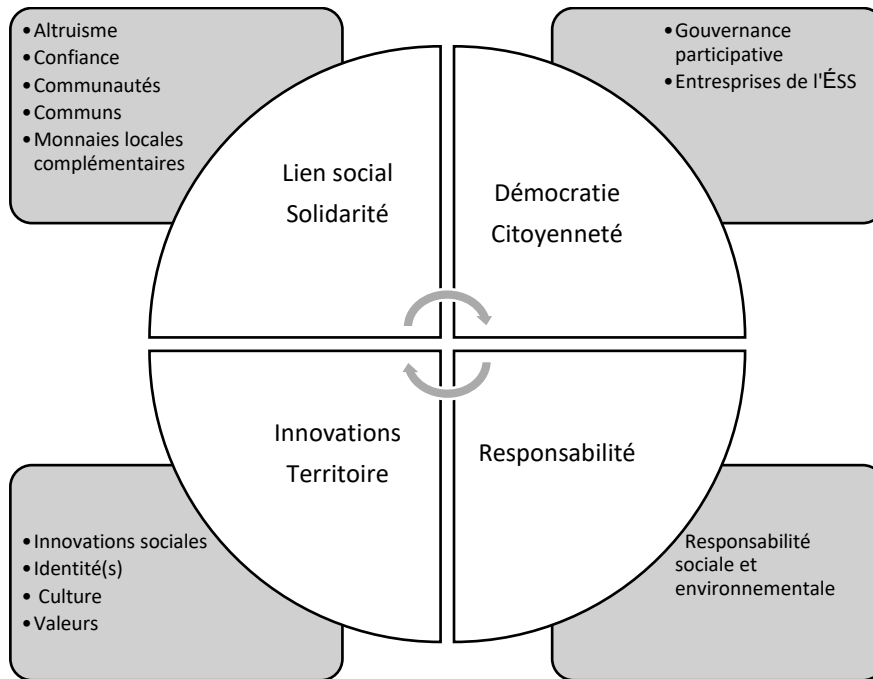 •Altruisme
•Confiance
•Communautés
•Communs
•Monnaies locales
complémentaires
•Gouvernance
participative
•Entresprises de l'ÉSS
Lien social
Solidarité
Démocratie
Citoyenneté
Innovations
Territoire
Responsabilité
•Innovations sociales
•Identité(s)
• Culture
•Valeurs
Responsabilité
sociale et
environnementale